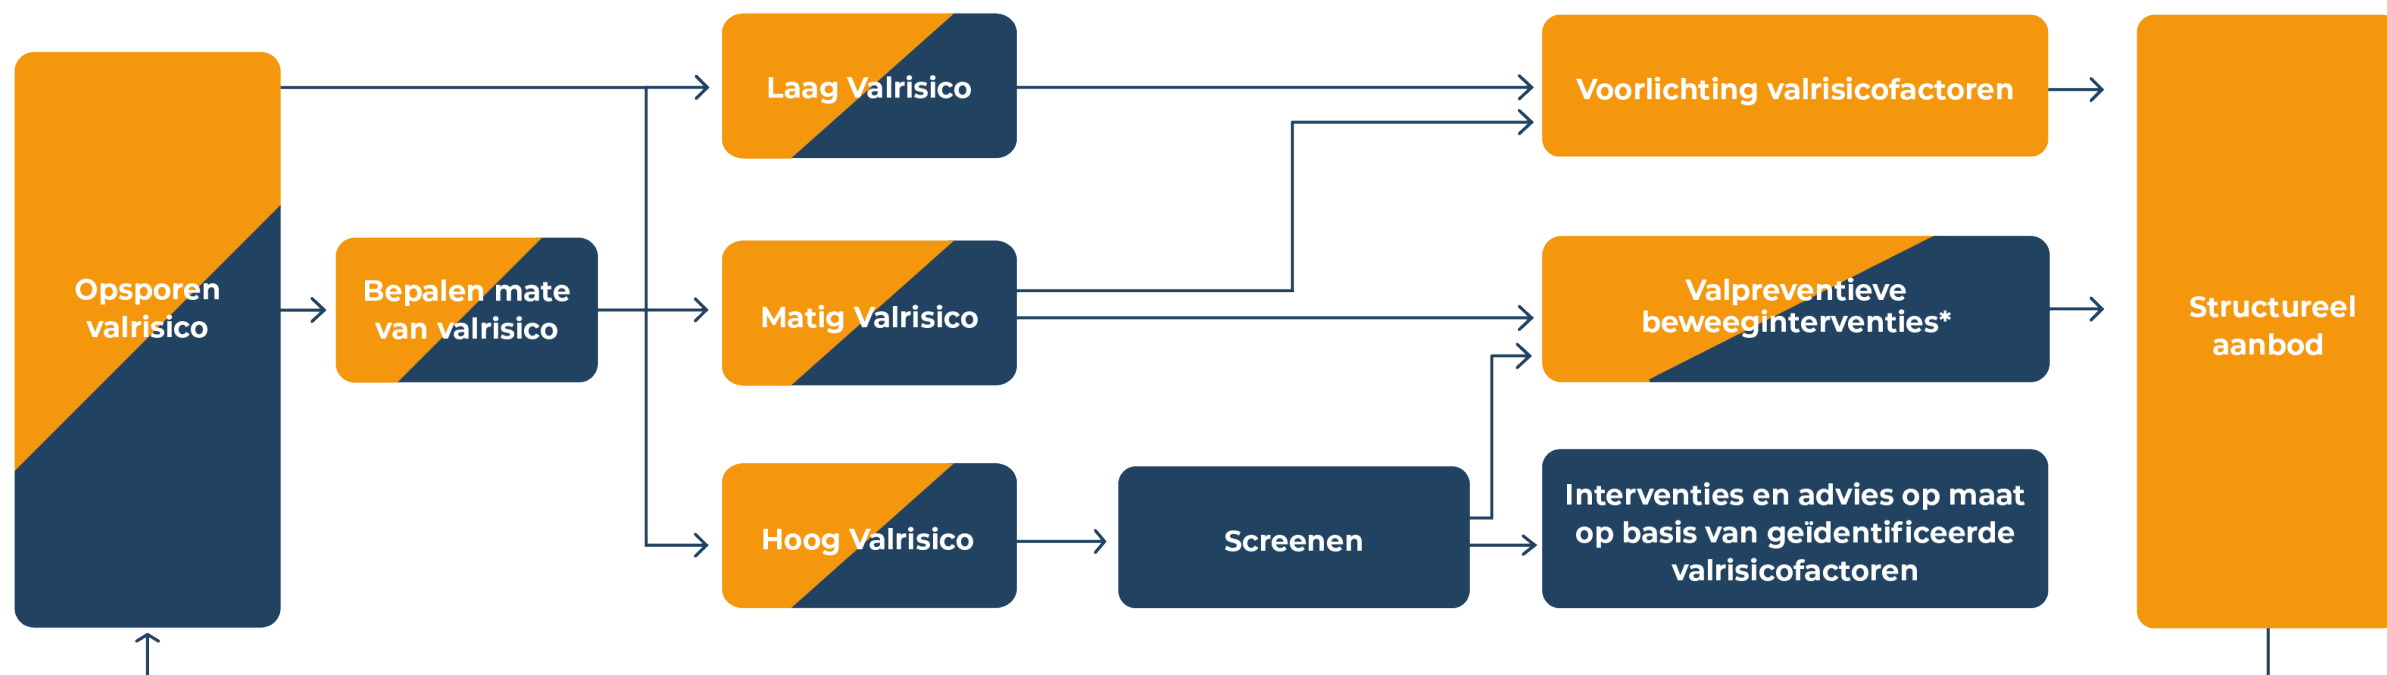 Opsporen
valrisico
Bepalen mate
van valrisico
Laag Valrisico
Matig Valrisico
Hoog Valrisico
Screenen
Voorlichting valrisicofactoren
Valpreventieve
beweeginterventies*
Interventies en advies op maat
op basis van geïdentificeerde
valrisicofactoren
Structureel
aanbod